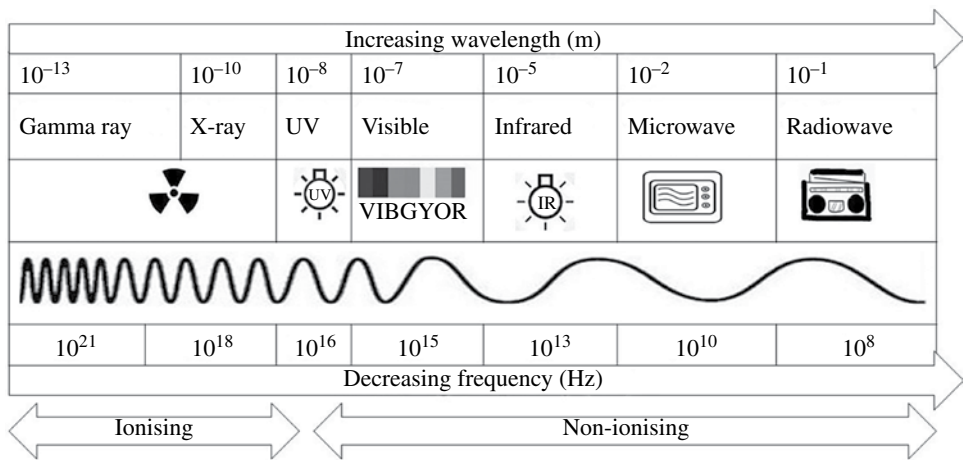 Increasing wavelength (m)
10⁻¹³ 10⁻¹⁰ 10⁻⁸ 10⁻⁷ 10⁻⁵ 10⁻² 10⁻¹
Gamma ray X-ray UV Visible Infrared Microwave Radiowave
UV VIBGYOR IR
10²¹ 10¹⁸ 10¹⁶ 10¹⁵ 10¹³ 10¹⁰ 10⁸
Decreasing frequency (Hz)
Ionising Non-ionising